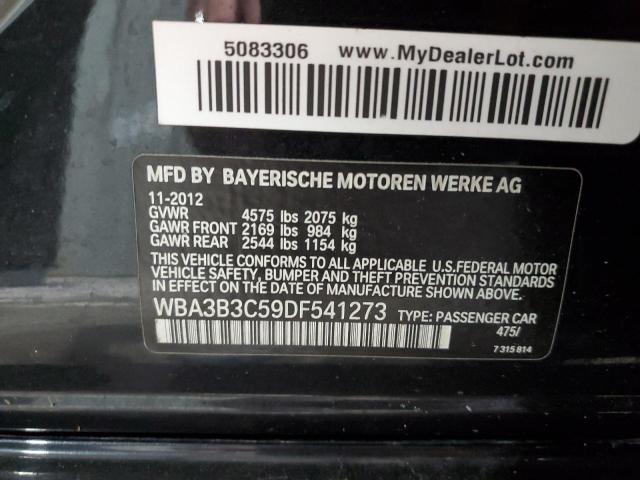 5083306 www.MyDealerLot.com
MFD BY BAYERISCHE MOTOREN WERKE AG
11-2012
GVWR 4575 lbs 2075 kg
GAWR FRONT 2169 lbs 984 kg
GAWR REAR 2544 lbs 1154 kg
THIS VEHICLE CONFORMS TO ALL APPLICABLE U.S.FEDERAL MOTOR
VEHICLE SAFETY, BUMPER AND THEFT PREVENTION STANDARDS
IN EFFECT ON THE DATE OF MANUFACTURE SHOWN ABOVE.
WBA3B3C59DF541273 TYPE: PASSENGER CAR
475/
7 315 814